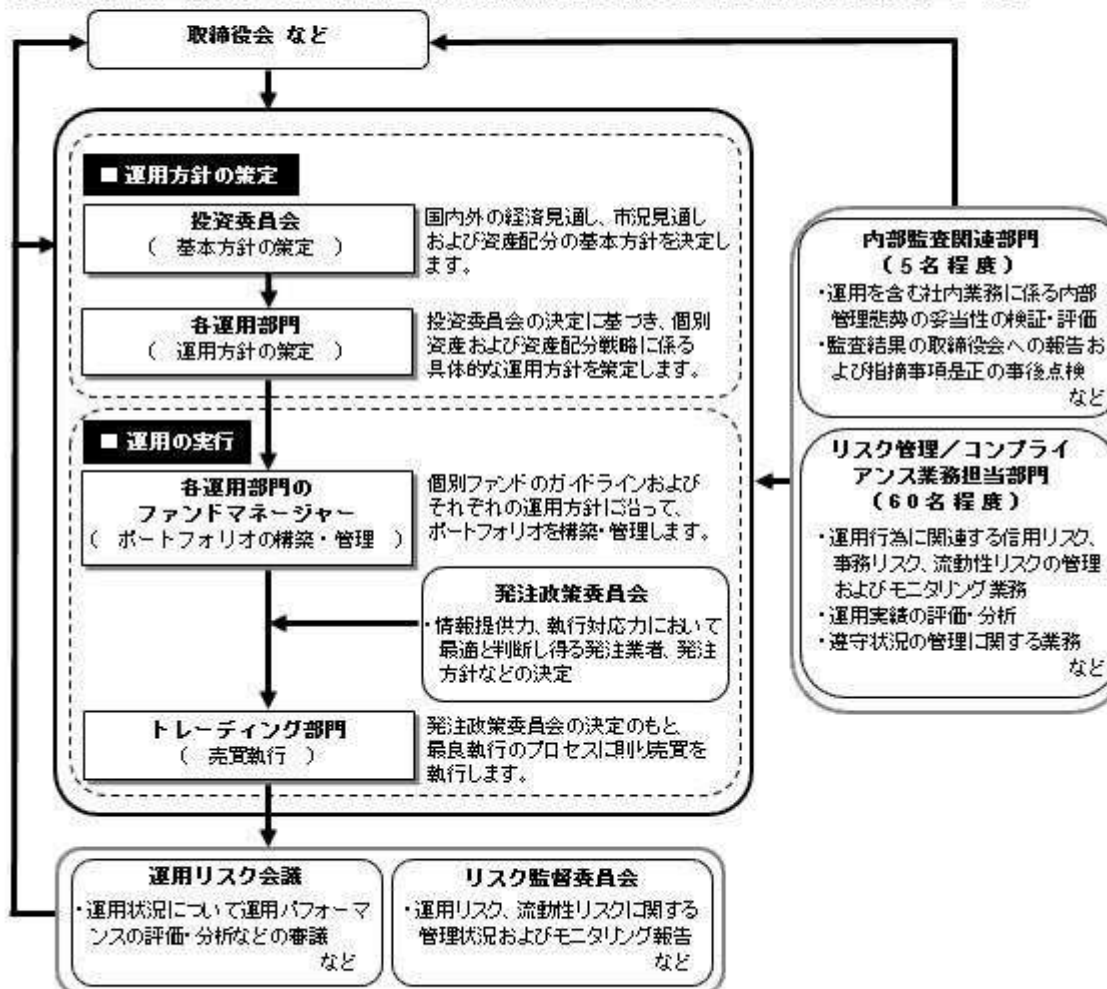 取締役会 など
■ 運用方針の策定
投資委員会
( 基本方針の策定 )
国内外の経済見通し、市況見通し
および資産配分の基本方針を決定し
ます。
各運用部門
( 運用方針の策定 )
投資委員会の決定に基づき、個別
資産および資産配分戦略に係る
具体的な運用方針を策定します。
■ 運用の実行
各運用部門の
ファンドマネージャー
( ポートフォリオの構築・管理 )
個別ファンドのガイドラインおよび
それぞれの運用方針に沿って、
ポートフォリオを構築・管理します。
発注政策委員会
・情報提供力、執行対応力において
最適と判断し得る発注業者、発注
方針などの決定
トレーディング部門
( 売買執行 )
発注政策委員会の決定のもと、
最良執行のプロセスに則り売買を
執行します。
内部監査関連部門
(5名程度)
・運用を含む社内業務に係る内部
管理態勢の妥当性の検証・評価
・監査結果の取締役会への報告お
よび指摘事項是正の事後点検
など
リスク管理/コンプライ
アンス業務担当部門
(60名程度)
・運用行為に関連する信用リスク、
事務リスク、流動性リスクの管理
およびモニタリング業務
・運用実績の評価・分析
・遵守状況の管理に関する業務
など
運用リスク会議
・運用状況について運用パフォーマ
ンスの評価・分析などの審議
など
リスク監督委員会
・運用リスク、流動性リスクに関する
管理状況およびモニタリング報告
など